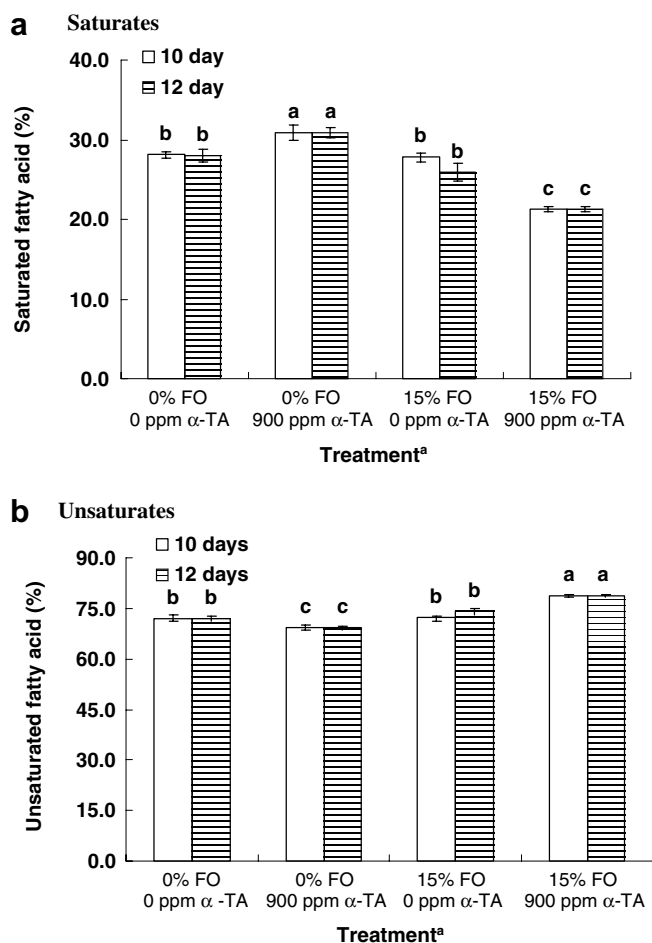 a Saturates
40.0
30.0
20.0
10.0
0.0
Saturated fatty acid (%)
10 day
12 day
b b a a b b c c
0% FO 0% FO 15% FO 15% FO
0 ppm α-TA 900 ppm α-TA 0 ppm α-TA 900 ppm α-TA
Treatmentᵃ
b Unsaturates
90.0
75.0
60.0
45.0
30.0
15.0
0.0
Unsaturated fatty acid (%)
10 days
12 days
b b c c b b a a
0% FO 0% FO 15% FO 15% FO
0 ppm α -TA 900 ppm α-TA 0 ppm α-TA 900 ppm α-TA
Treatmentᵃ